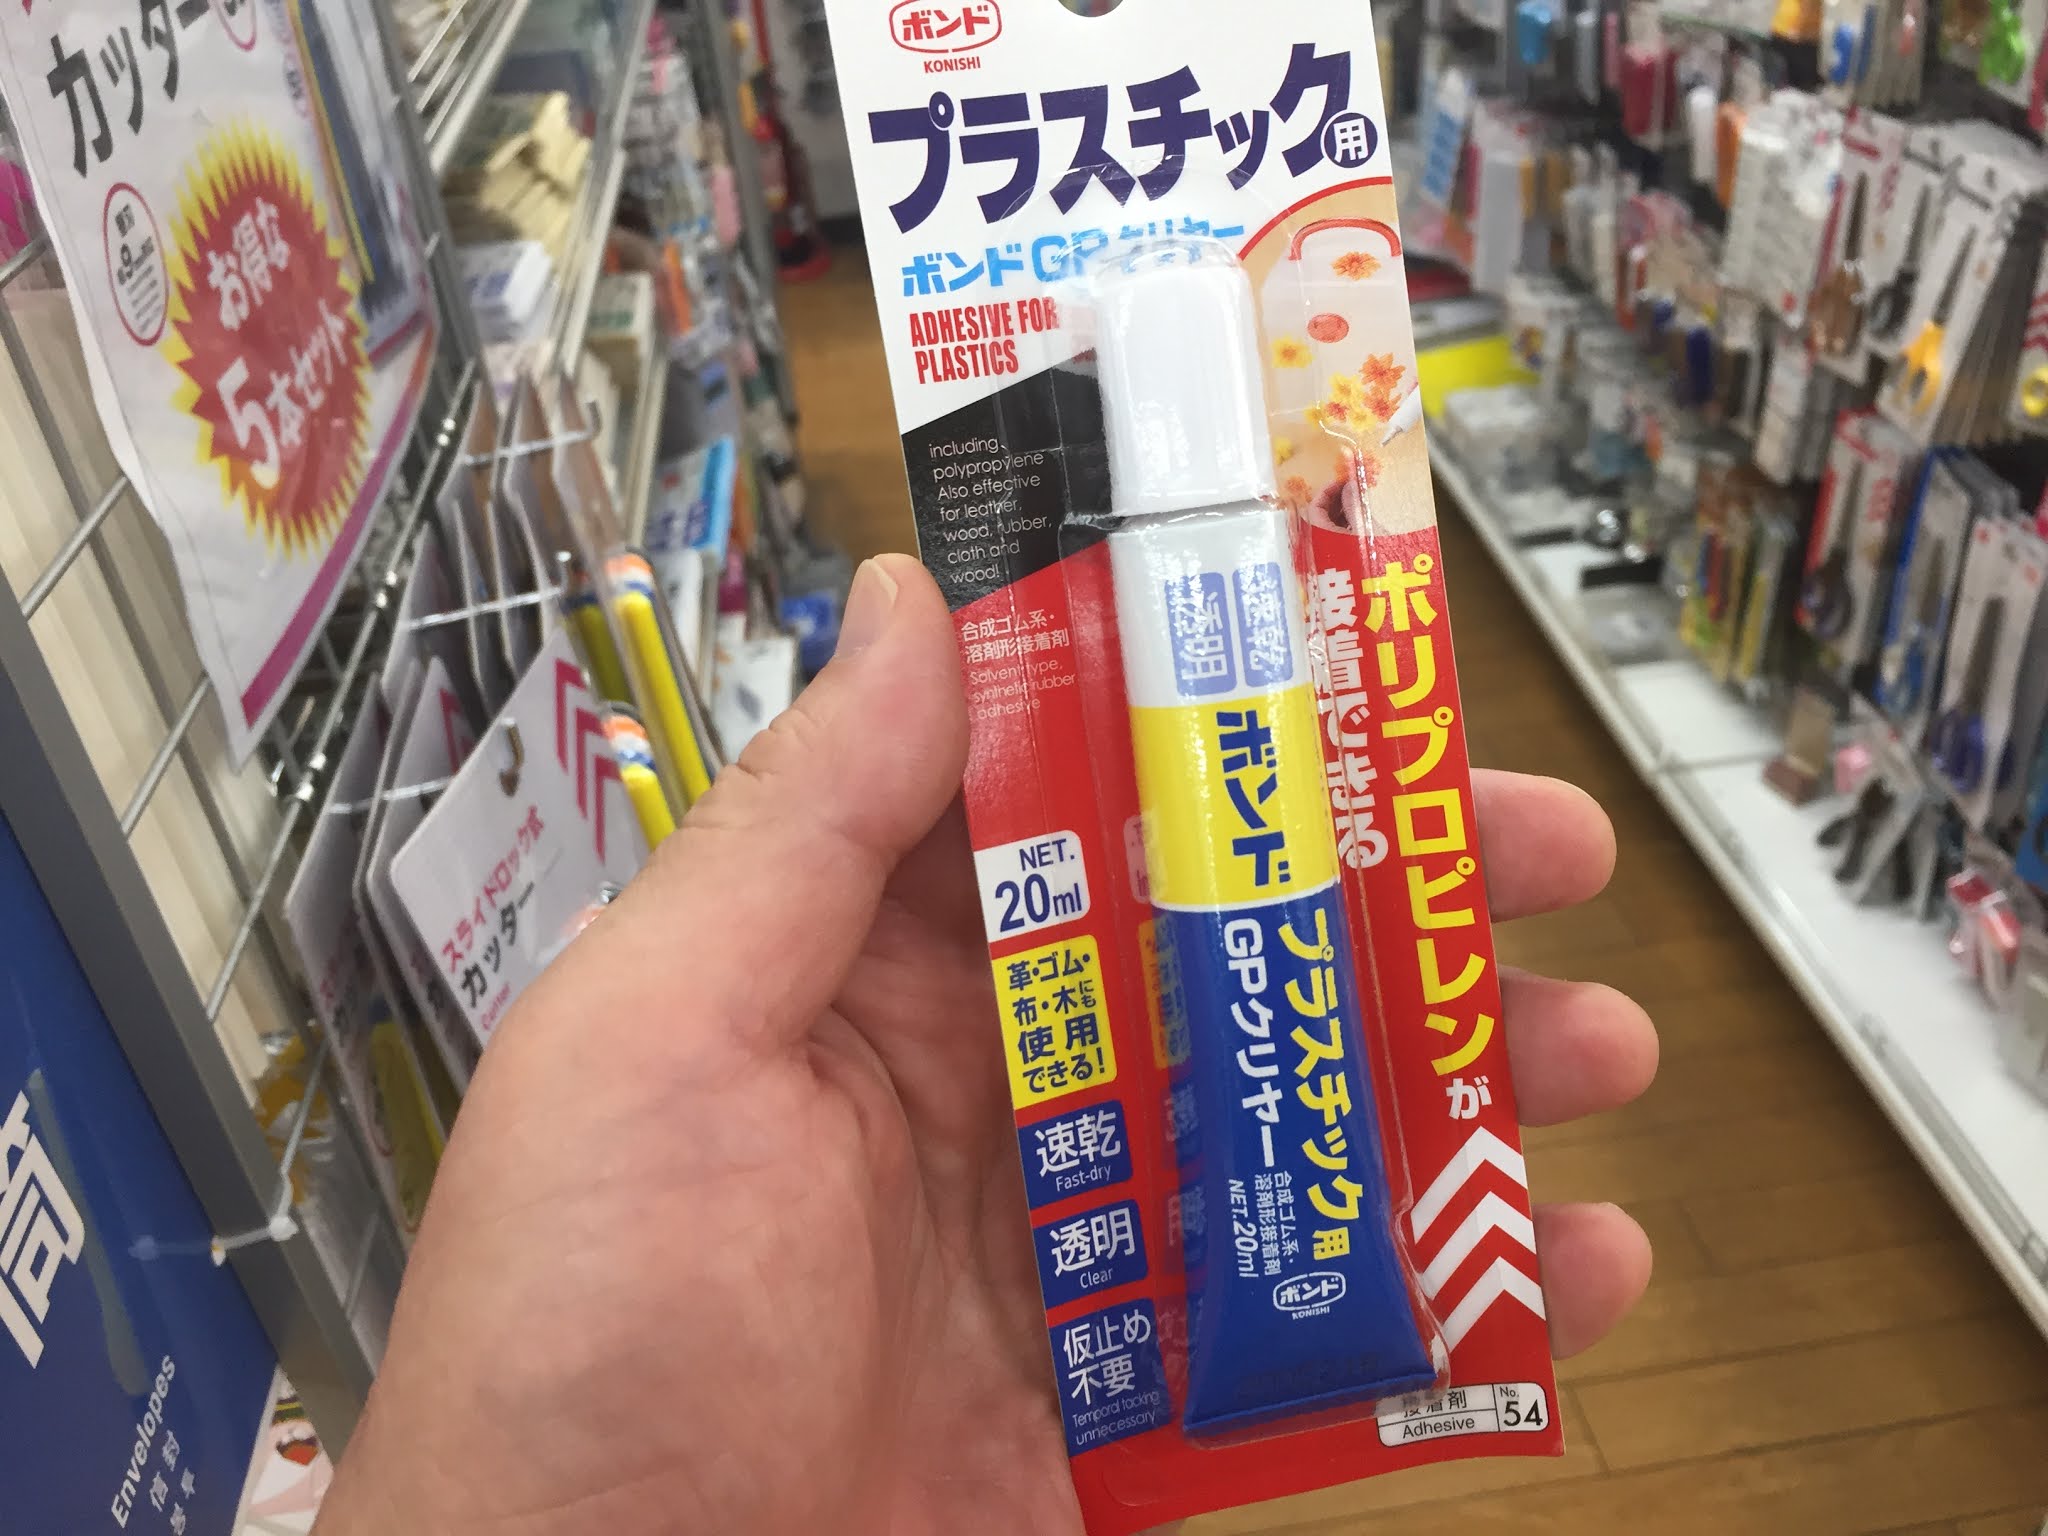 ボンド
KONISHI
プラスチック用
ボンドGPクリヤー
ADHESIVE FOR
PLASTICS
including
polypropylene
Also effective
for leather,
wood, rubber,
cloth and
wood!
合成ゴム系・
溶剤形接着剤
Solvent type,
synthetic rubber
adhesive
ポリプロピレンが
接着できる
NET.
20ml
革・ゴム・
布・木にも
使用
できる!
速乾
Fast-dry
透明
Clear
仮止め
不要
Temporal tacking
unnecessary
速乾
透明
ボンド
プラスチック用
GPクリヤー
合成ゴム系・
溶剤形接着剤
NET.20ml
ボンド
KONISHI
接着剤
Adhesive
No.
54
カッター
お得な
5本セット
スライドロック式
カッター
Cutter
Envelopes